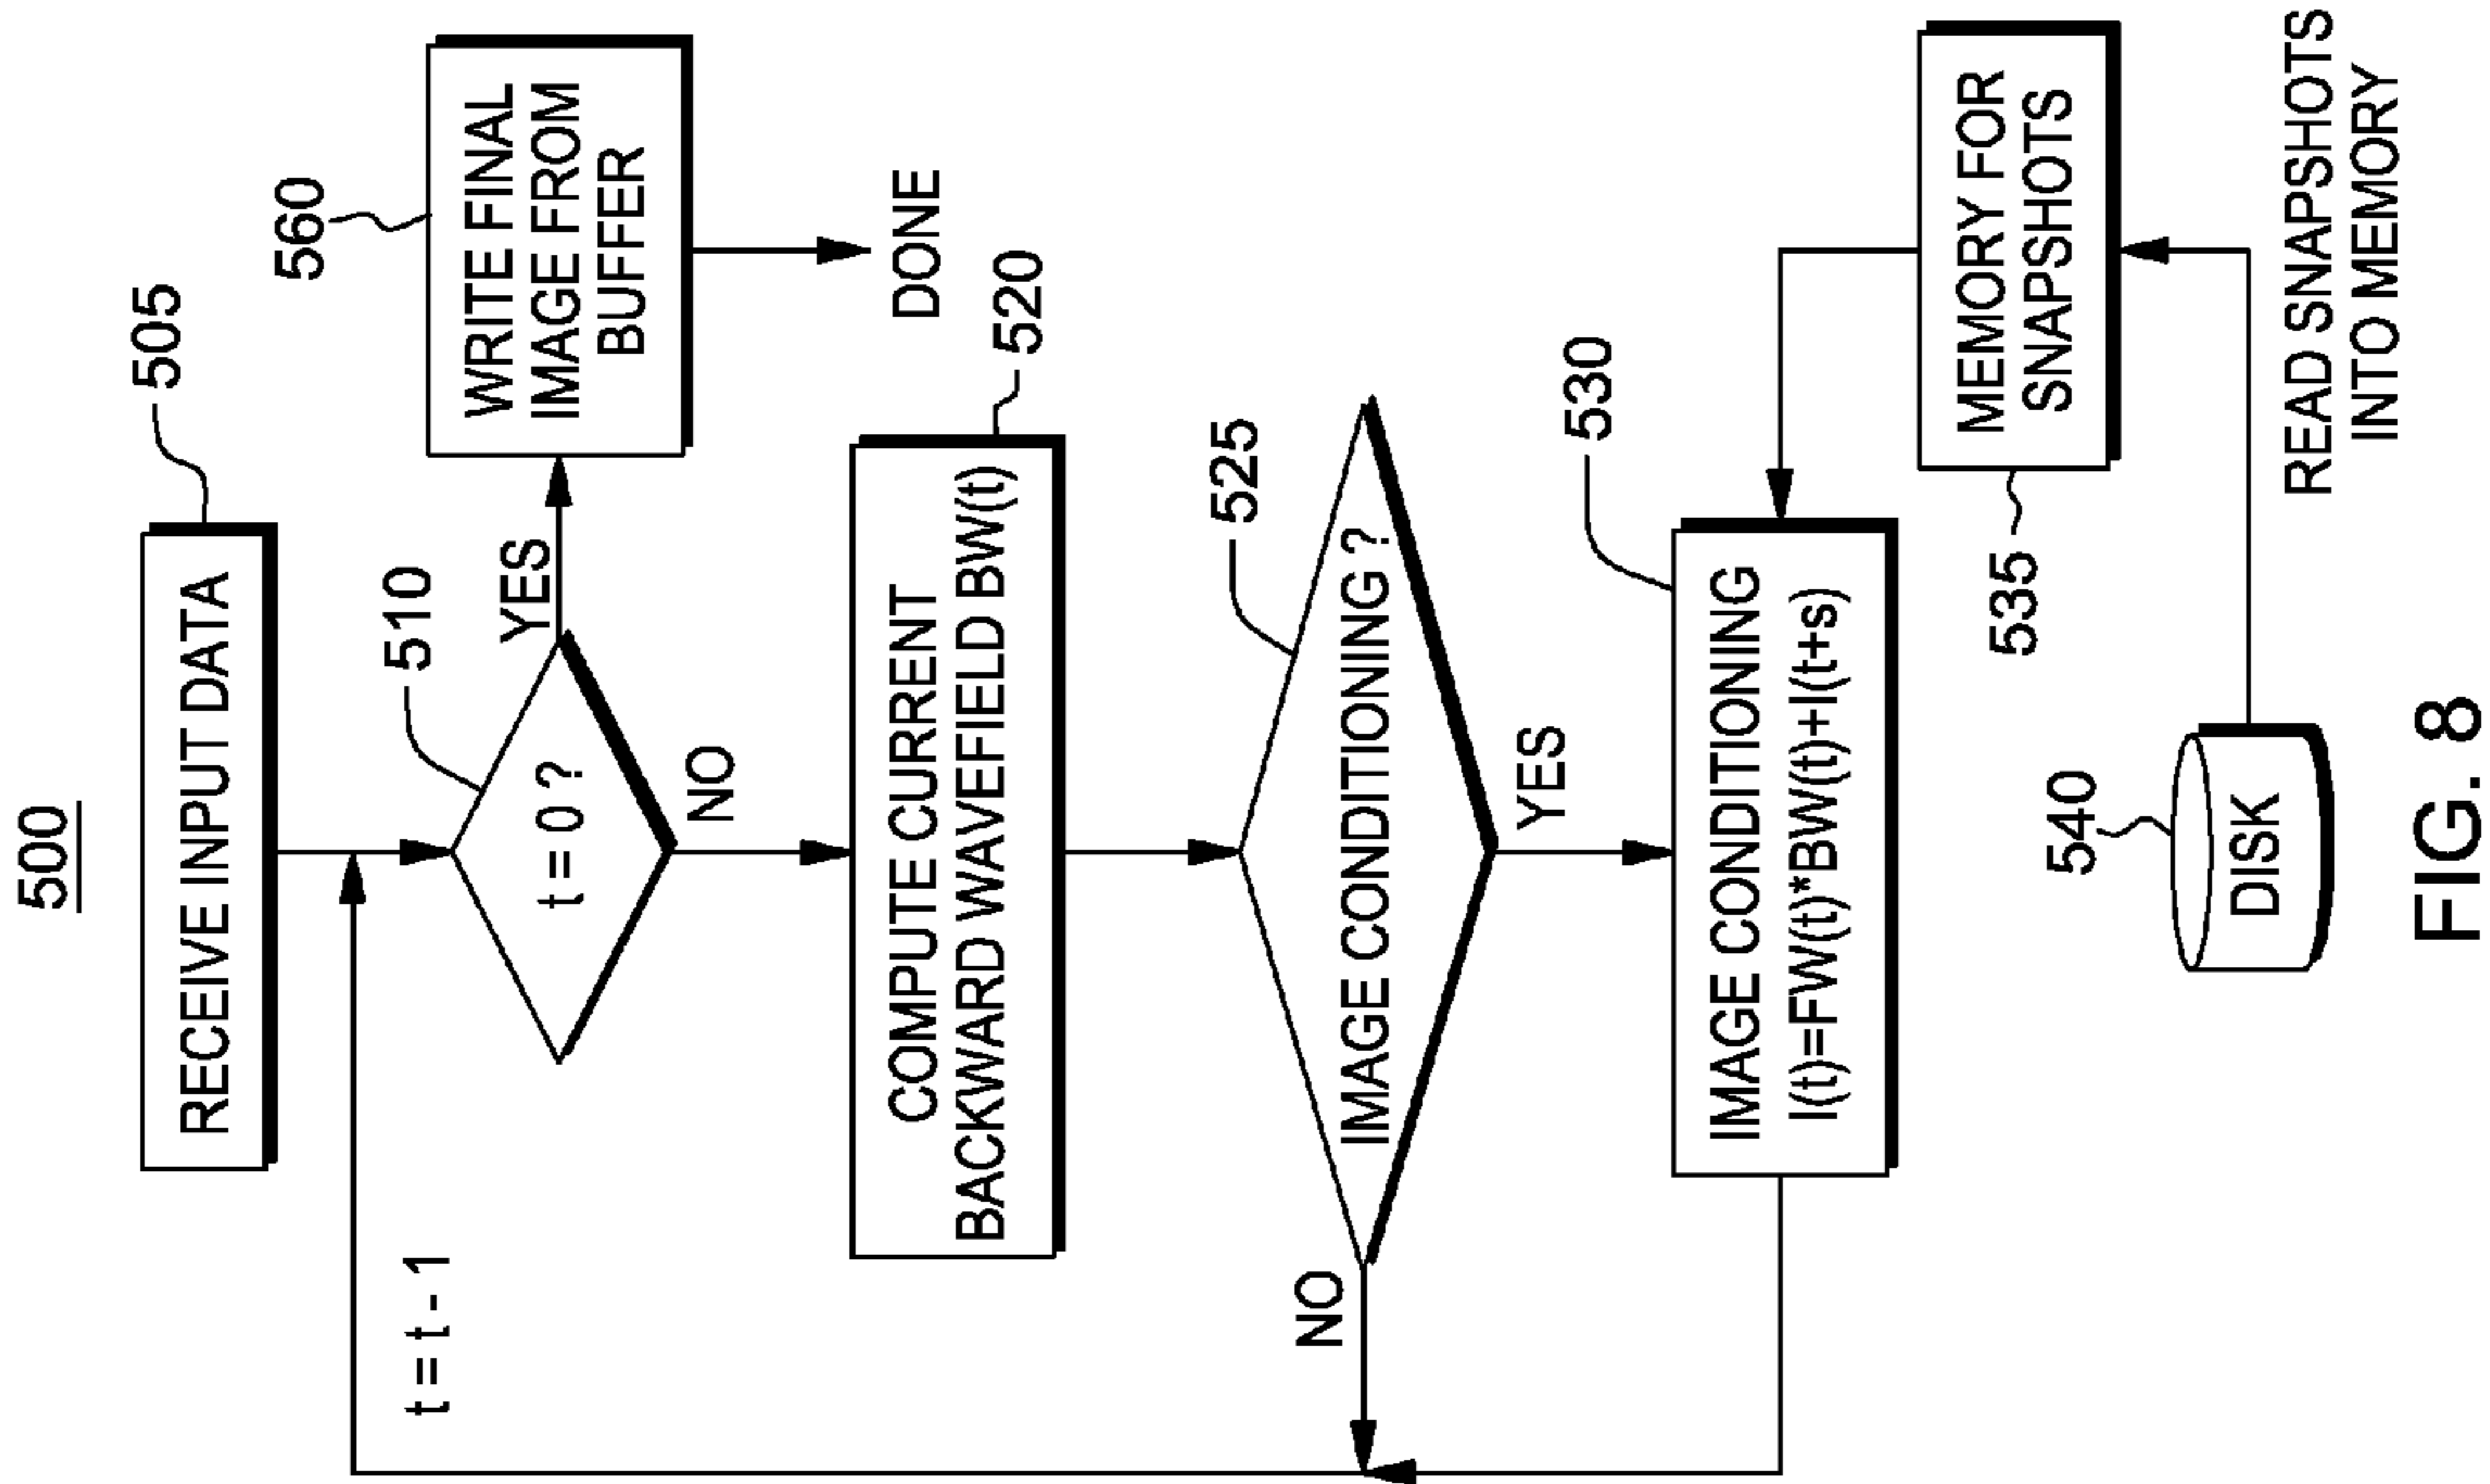 500
RECEIVE INPUT DATA
505
t = t - 1
510
t = 0 ?
YES
560
WRITE FINAL
IMAGE FROM
BUFFER
DONE
NO
520
COMPUTE CURRENT
BACKWARD WAVEFIELD BW(t)
525
IMAGE CONDITIONING ?
NO
YES
530
IMAGE CONDITIONING
I(t)=FW(t)*BW(t)+I(t+s)
535
MEMORY FOR
SNAPSHOTS
540
DISK
READ SNAPSHOTS
INTO MEMORY
FIG. 8